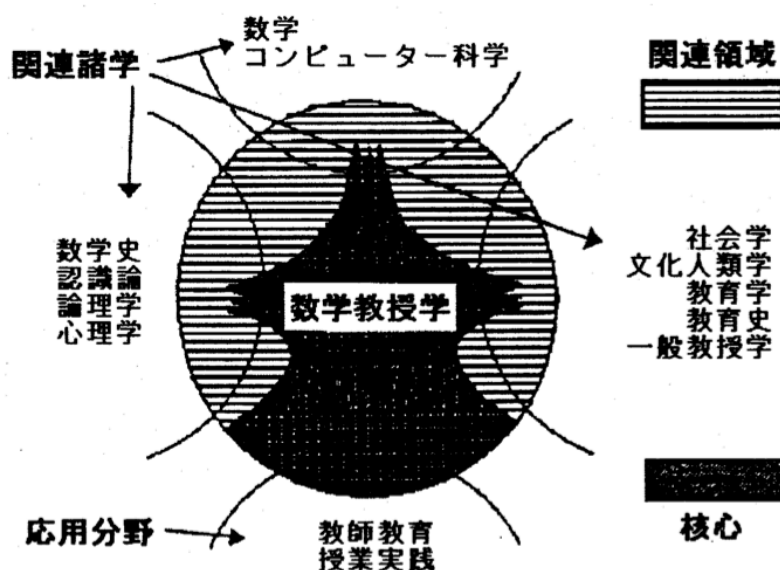 数学
コンピューター科学
関連諸学
関連領域
数学史
認識論
論理学
心理学
数学教授学
社会学
文化人類学
教育学
教育史
一般教授学
応用分野
教師教育
授業実践
核心